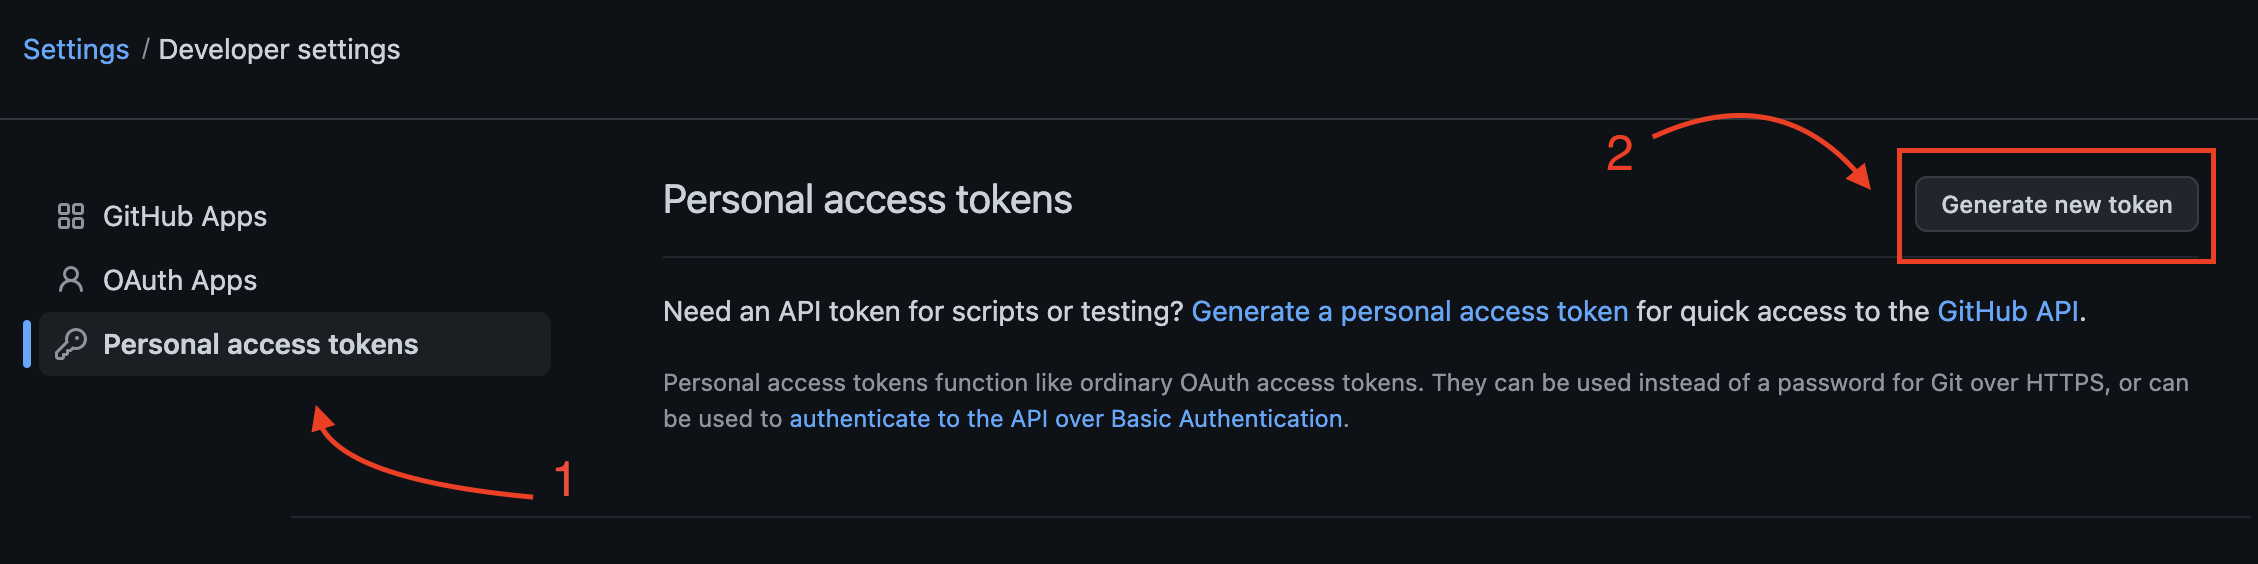 Settings / Developer settings
GitHub Apps
OAuth Apps
Personal access tokens
1
Personal access tokens
2
Generate new token
Need an API token for scripts or testing? Generate a personal access token for quick access to the GitHub API.
Personal access tokens function like ordinary OAuth access tokens. They can be used instead of a password for Git over HTTPS, or can
be used to authenticate to the API over Basic Authentication.